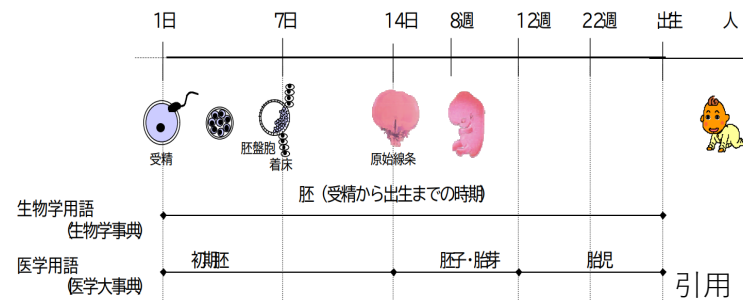 1日 7日 14日 8週 12週 22週 出生 人
受精
胚盤胞
着床
原始線条
胚（受精から出生までの時期）
生物学用語
(生物学事典)
初期胚 胚子・胎芽 胎児
医学用語
(医学大事典)
引用